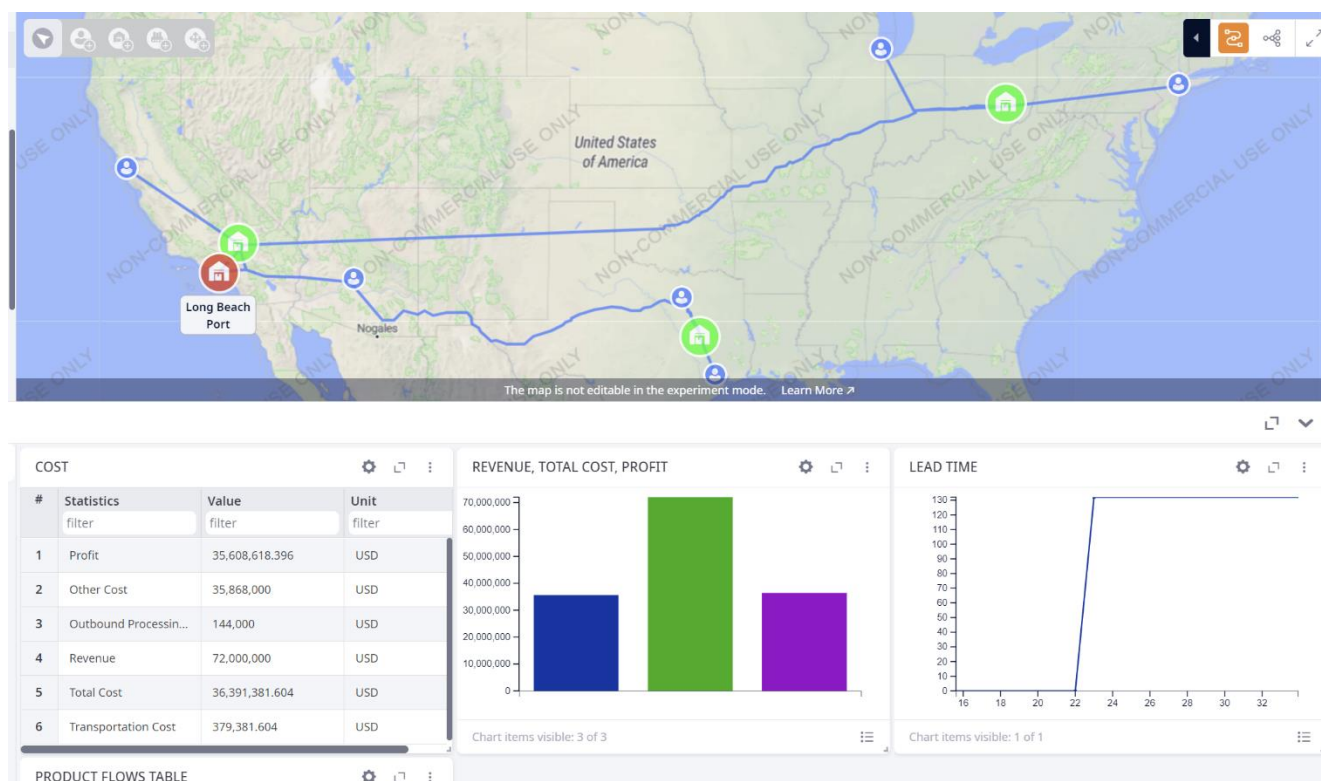 NON-COMMERCIAL USE ONLY
United States
of America
Long Beach
Port
Nogales
The map is not editable in the experiment mode. Learn More
COST
# Statistics Value Unit
filter filter filter
1 Profit 35,608,618.396 USD
2 Other Cost 35,868,000 USD
3 Outbound Processin... 144,000 USD
4 Revenue 72,000,000 USD
5 Total Cost 36,391,381.604 USD
6 Transportation Cost 379,381.604 USD
REVENUE, TOTAL COST, PROFIT
70,000,000
60,000,000
50,000,000
40,000,000
30,000,000
20,000,000
10,000,000
0
Chart items visible: 3 of 3
LEAD TIME
130
120
110
100
90
80
70
60
50
40
30
20
10
0
16 18 20 22 24 26 28 30 32
Chart items visible: 1 of 1
PRODUCT FLOWS TABLE